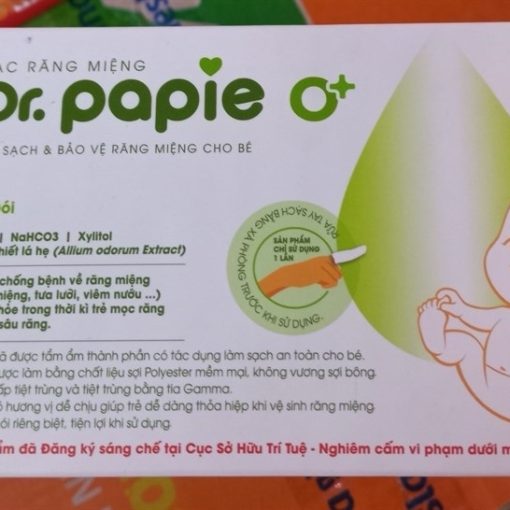 ẠC RĂNG MIỆNG
Dr. papie 0+
SẠCH & BẢO VỆ RĂNG MIỆNG CHO BÉ
ói
| NaHCO3 | Xylitol
hiết lá hẹ (Allium odorum Extract)
chống bệnh về răng miệng
miệng, tưa lưỡi, viêm nướu ...)
hỏe trong thời kì trẻ mọc răng
sâu răng.
RỬA TAY SẠCH BẰNG XÀ PHÒNG TRƯỚC KHI SỬ DỤNG.
SẢN PHẨM
CHỈ SỬ DỤNG
1 LẦN
ã được tẩm ẩm thành phần có tác dụng làm sạch an toàn cho bé.
ược làm bằng chất liệu sợi Polyester mềm mại, không vương sợi bông.
ấp tiệt trùng và tiệt trùng bằng tia Gamma.
ó hương vị dễ chịu giúp trẻ dễ dàng thỏa hiệp khi vệ sinh răng miệng.
ói riêng biệt, tiện lợi khi sử dụng.
ẩm đã Đăng ký sáng chế tại Cục Sở Hữu Trí Tuệ - Nghiêm cấm vi phạm dưới m